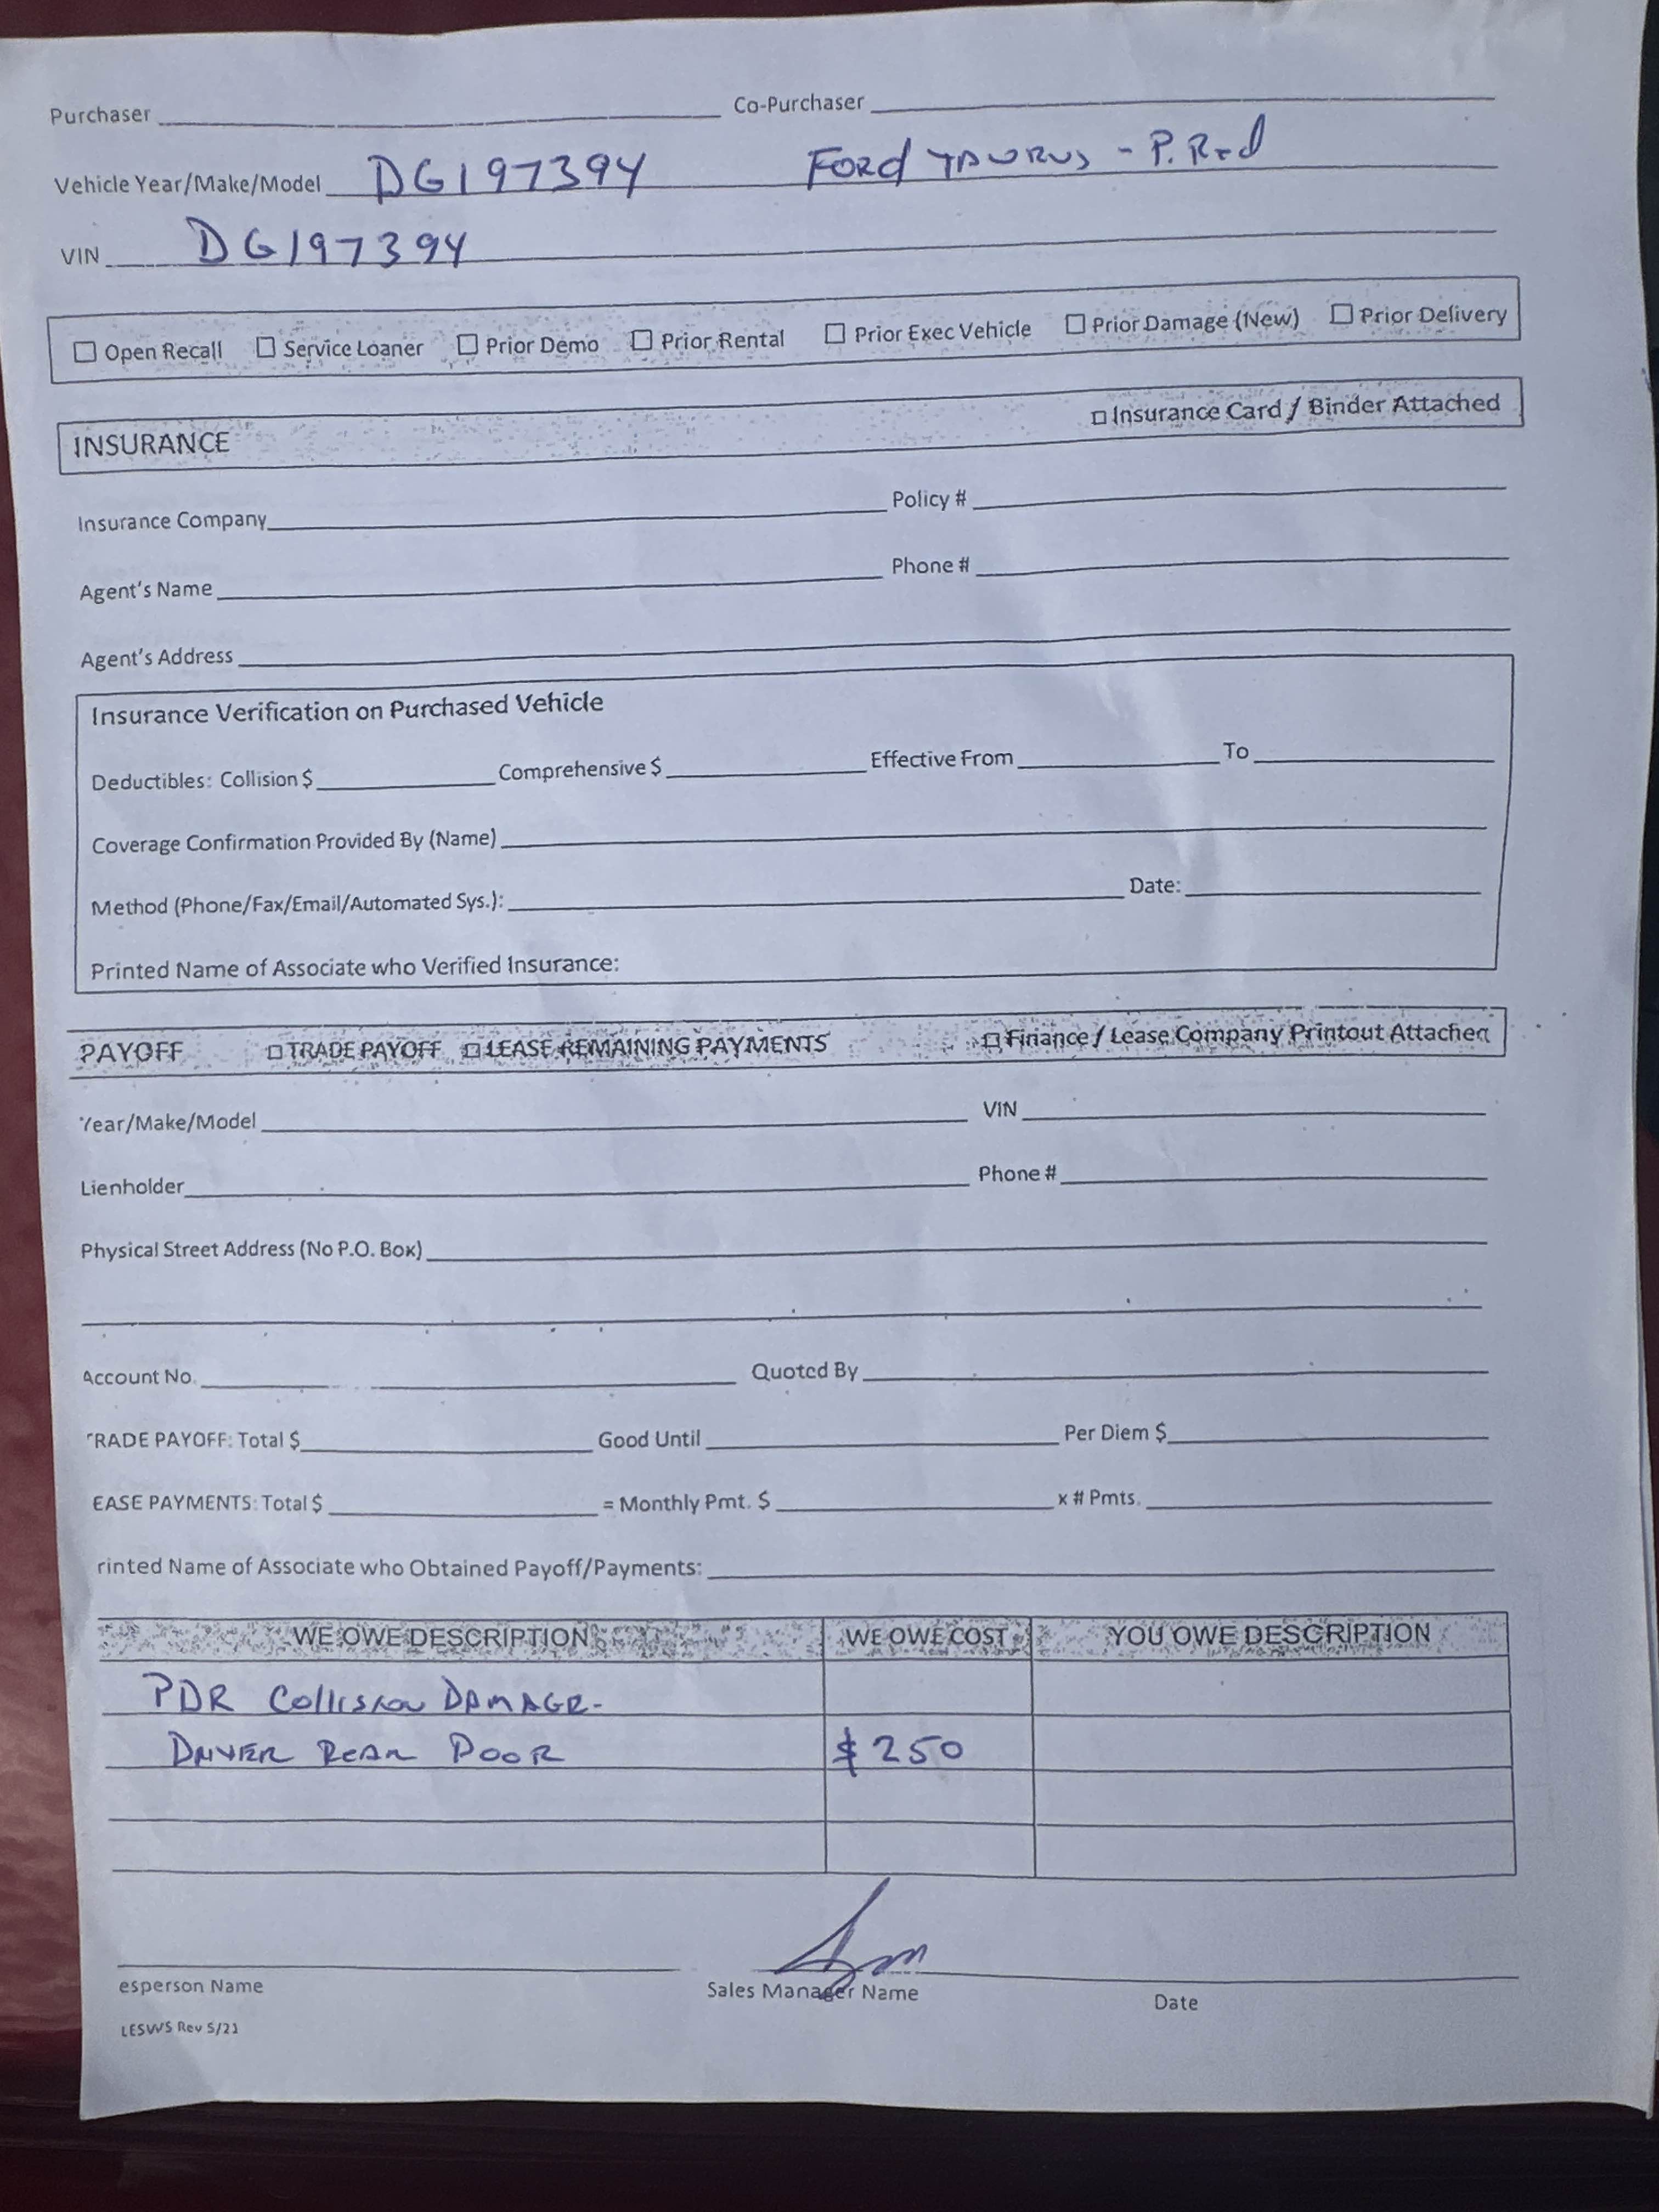 Purchaser Co-Purchaser
Vehicle Year/Make/Model DG197394 FORD TAURUS - P. Red
VIN DG197394
☐ Open Recall ☐ Service Loaner ☐ Prior Demo ☐ Prior Rental ☐ Prior Exec Vehicle ☐ Prior Damage (New) ☐ Prior Delivery
INSURANCE ☐ Insurance Card / Binder Attached
Insurance Company Policy #
Agent's Name Phone #
Agent's Address
Insurance Verification on Purchased Vehicle
Deductibles: Collision $ Comprehensive $ Effective From To
Coverage Confirmation Provided By (Name)
Method (Phone/Fax/Email/Automated Sys.): Date:
Printed Name of Associate who Verified Insurance:
PAYOFF ☐ TRADE PAYOFF ☐ LEASE REMAINING PAYMENTS ☐ Finance / Lease Company Printout Attached
Year/Make/Model VIN
Lienholder Phone #
Physical Street Address (No P.O. Box)
Account No. Quoted By
TRADE PAYOFF: Total $ Good Until Per Diem $
EASE PAYMENTS: Total $ = Monthly Pmt. $ x # Pmts.
rinted Name of Associate who Obtained Payoff/Payments:
WE OWE DESCRIPTION WE OWE COST YOU OWE DESCRIPTION
PDR Collision DAMAGE-
DRIVER REAR DOOR $250
esperson Name Sales Manager Name Date
LESWS Rev 5/21